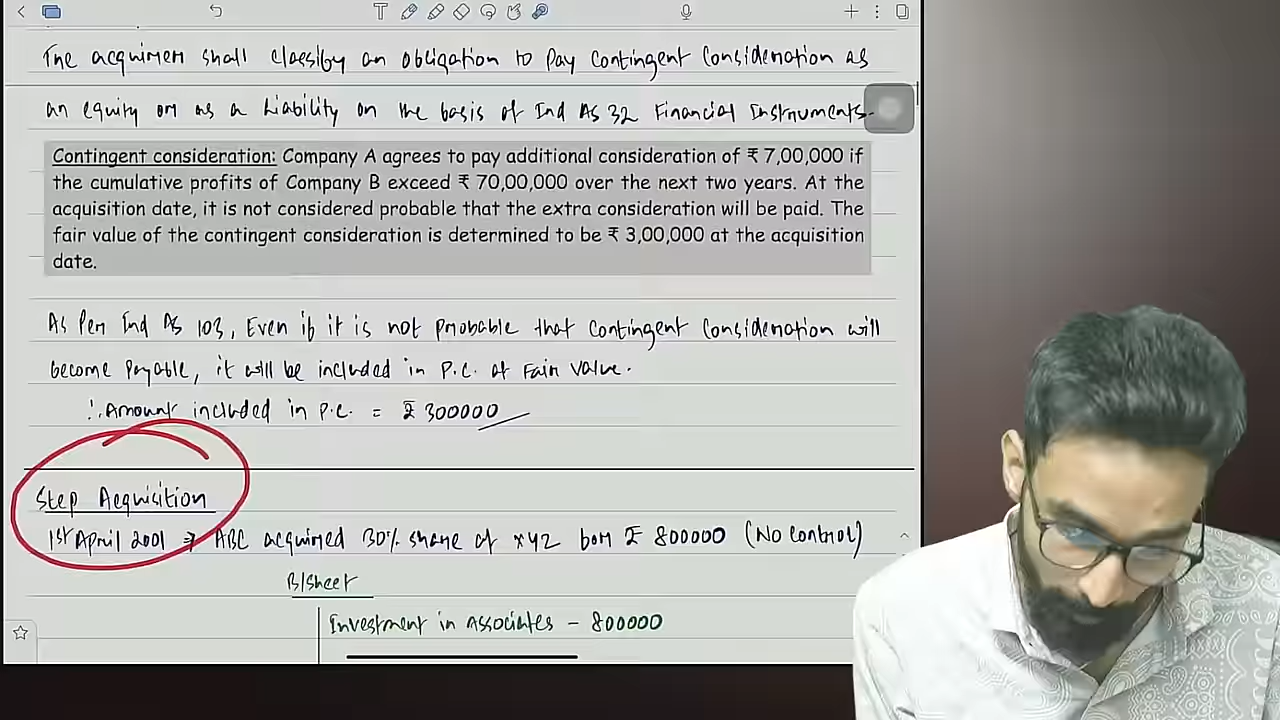 The acquirer shall classify an obligation to pay contingent consideration as
an equity or as a liability on the basis of Ind AS 32 Financial Instruments.
Contingent consideration: Company A agrees to pay additional consideration of ₹ 7,00,000 if
the cumulative profits of Company B exceed ₹ 70,00,000 over the next two years. At the
acquisition date, it is not considered probable that the extra consideration will be paid. The
fair value of the contingent consideration is determined to be ₹ 3,00,000 at the acquisition
date.
As Per Ind AS 103, Even if it is not probable that contingent consideration will
become payable, it will be included in P.C. at Fair Value.
∴ Amount included in P.C. = ₹ 300000
Step Acquisition
1st April 2001 ⇒ ABC acquired 30% share of XYZ for ₹ 800000 (No control)
B/Sheet
Investment in Associates - 800000